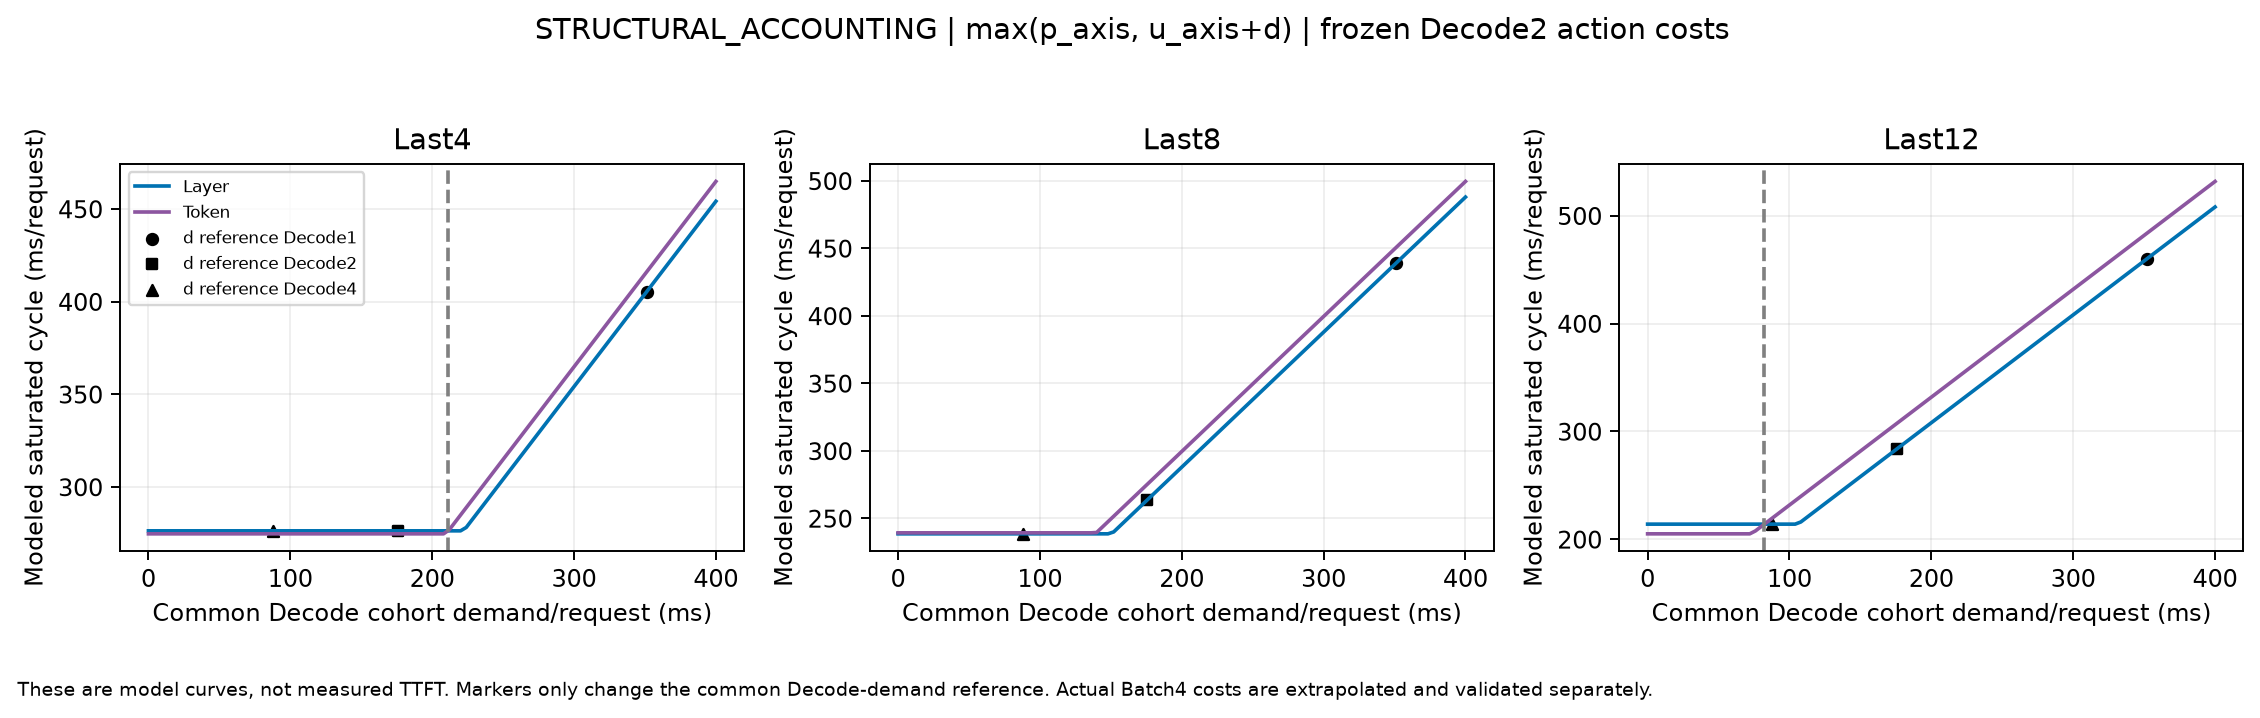 STRUCTURAL_ACCOUNTING | max(p_axis, u_axis+d) | frozen Decode2 action costs
Last4
Modeled saturated cycle (ms/request)
450
400
350
300
Layer
Token
d reference Decode1
d reference Decode2
d reference Decode4
0 100 200 300 400
Common Decode cohort demand/request (ms)
Last8
Modeled saturated cycle (ms/request)
500
450
400
350
300
250
0 100 200 300 400
Common Decode cohort demand/request (ms)
Last12
Modeled saturated cycle (ms/request)
500
400
300
200
0 100 200 300 400
Common Decode cohort demand/request (ms)
These are model curves, not measured TTFT. Markers only change the common Decode-demand reference. Actual Batch4 costs are extrapolated and validated separately.